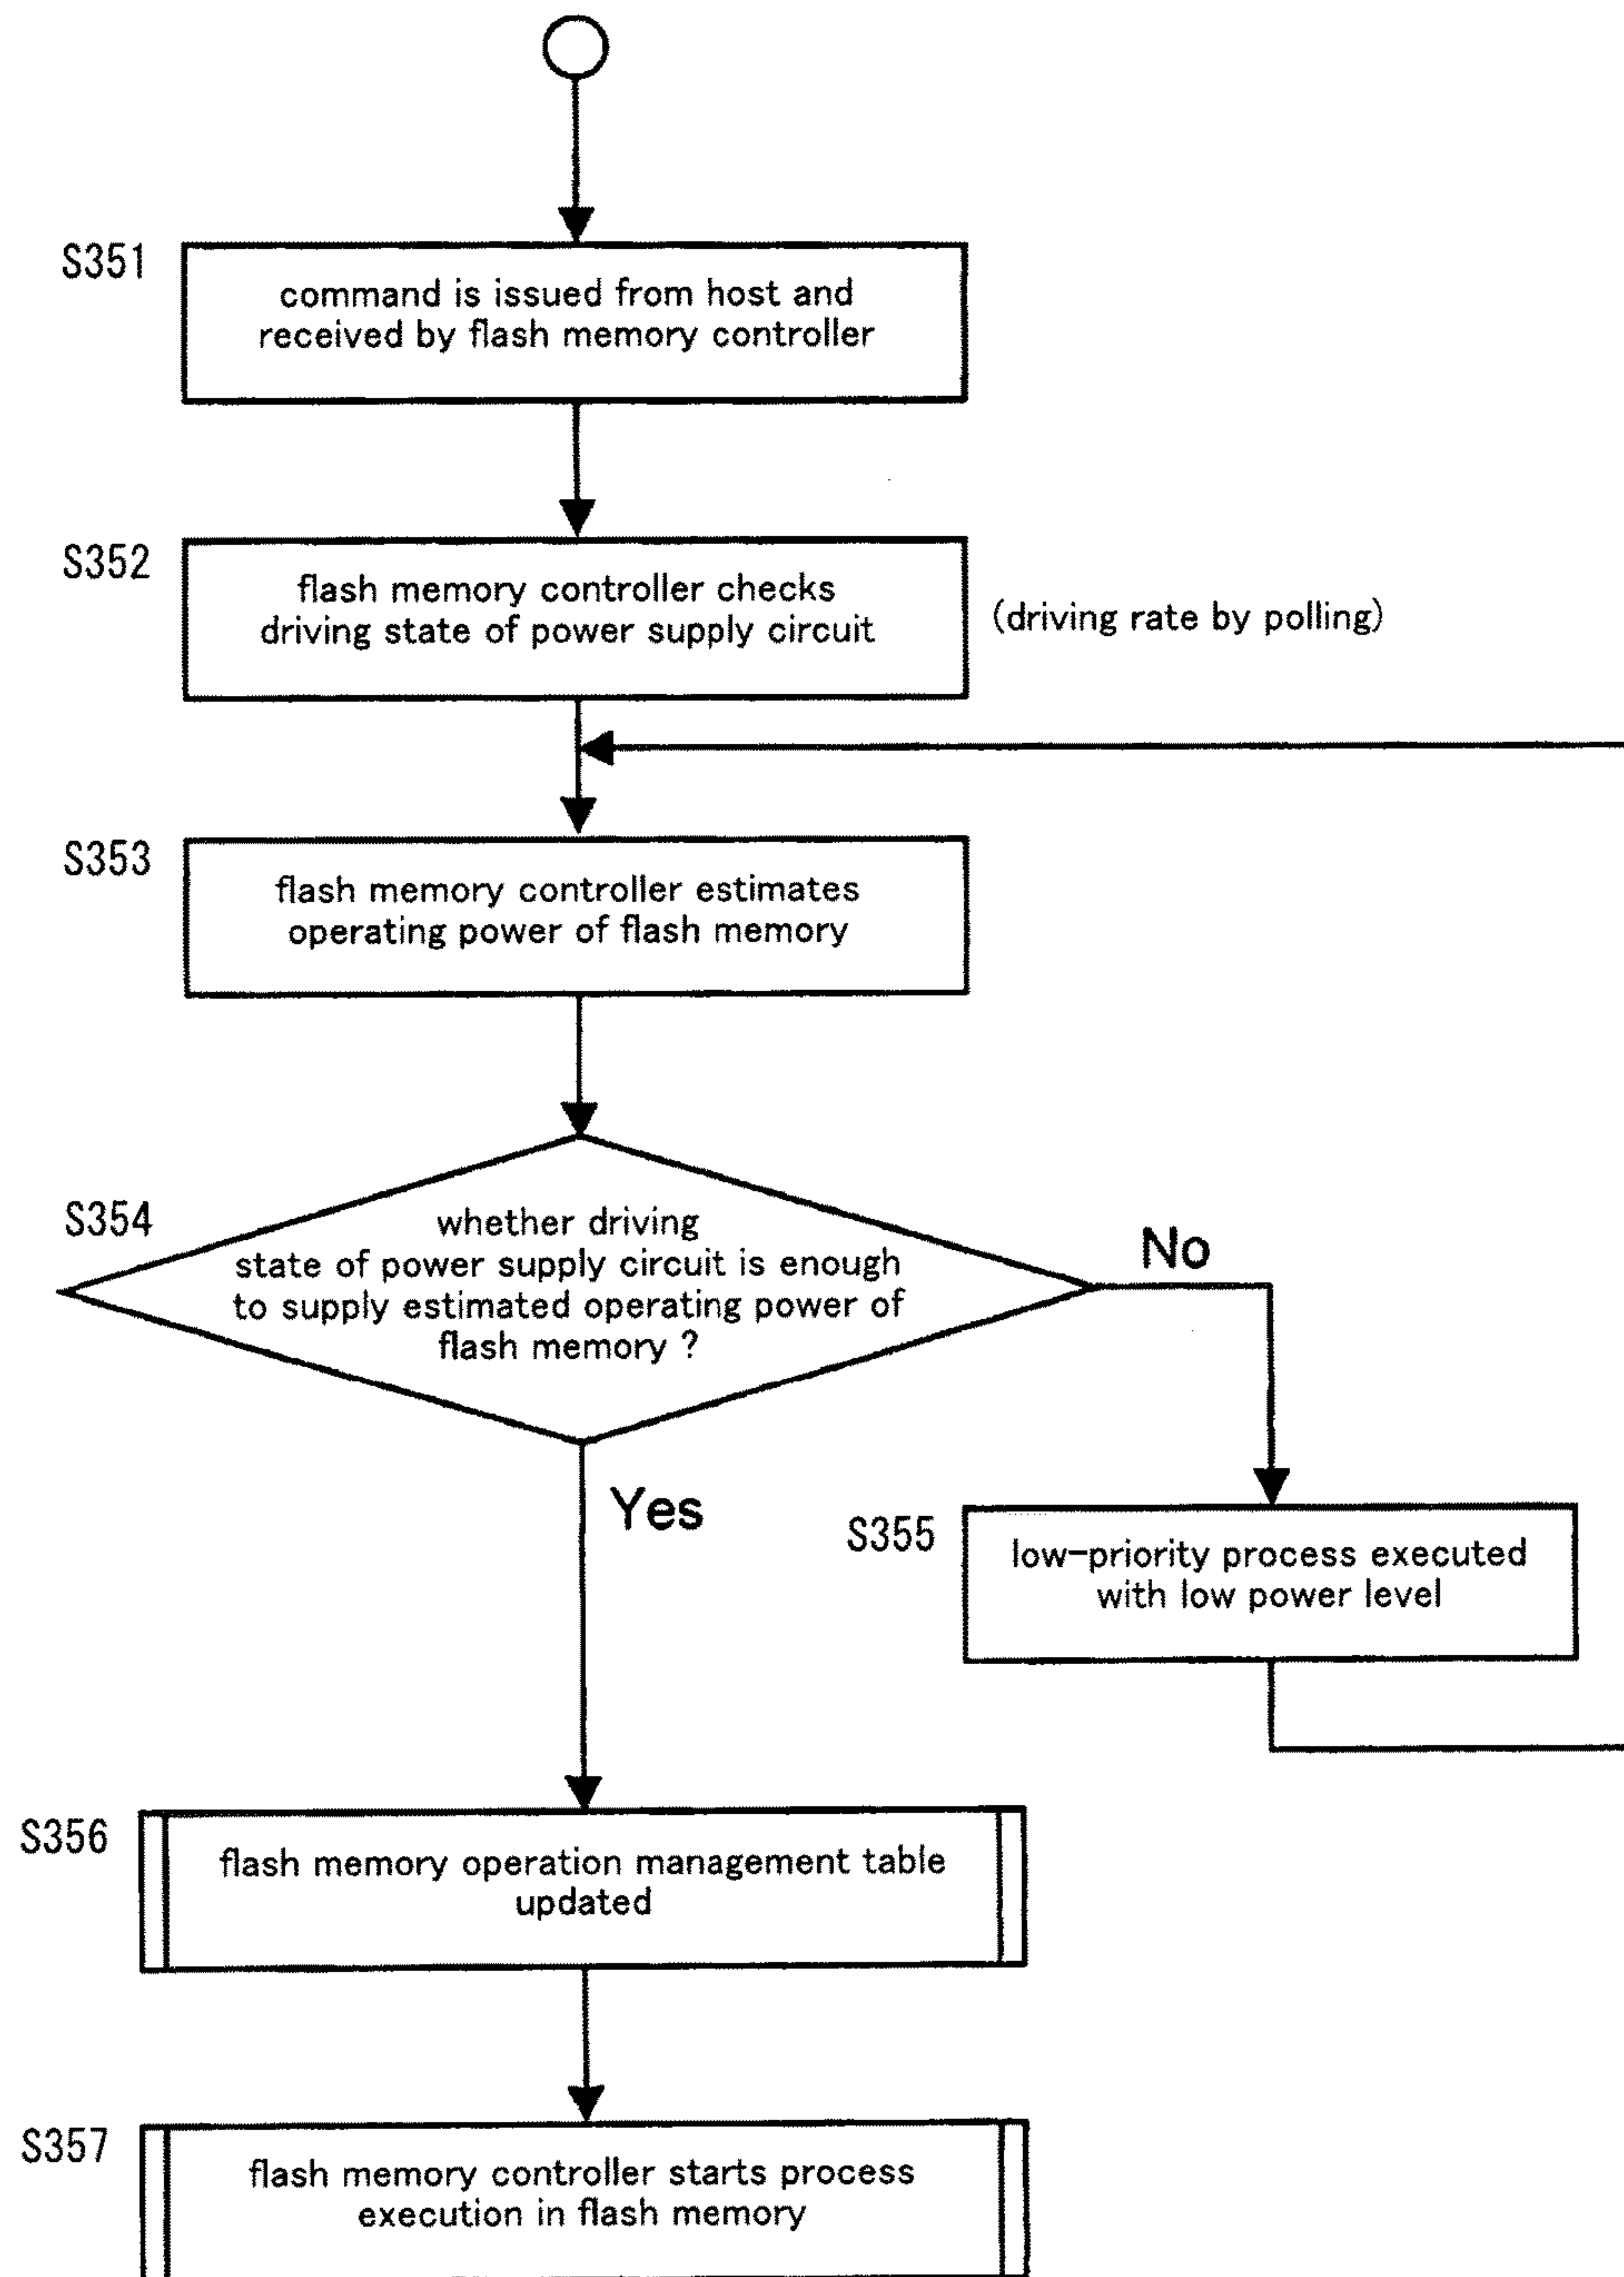 S351
command is issued from host and
received by flash memory controller
S352
flash memory controller checks
driving state of power supply circuit
(driving rate by polling)
S353
flash memory controller estimates
operating power of flash memory
S354
whether driving
state of power supply circuit is enough
to supply estimated operating power of
flash memory ?
No
Yes
S355
low-priority process executed
with low power level
S356
flash memory operation management table
updated
S357
flash memory controller starts process
execution in flash memory